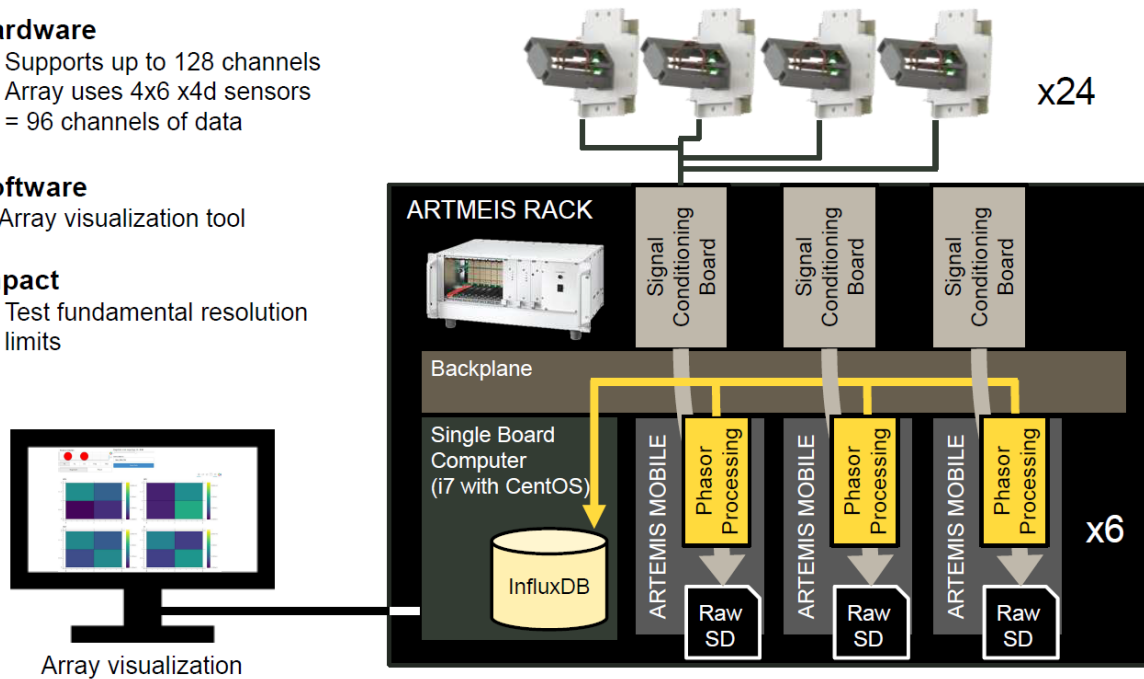 ardware
Supports up to 128 channels
Array uses 4x6 x4d sensors
= 96 channels of data
oftware
Array visualization tool
pact
Test fundamental resolution
limits
x24
ARTMEIS RACK
Signal
Conditioning
Board
Signal
Conditioning
Board
Signal
Conditioning
Board
Backplane
Single Board
Computer
(i7 with CentOS)
InfluxDB
ARTEMIS MOBILE
Phasor
Processing
Raw
SD
ARTEMIS MOBILE
Phasor
Processing
Raw
SD
ARTEMIS MOBILE
Phasor
Processing
Raw
SD
x6
Array visualization